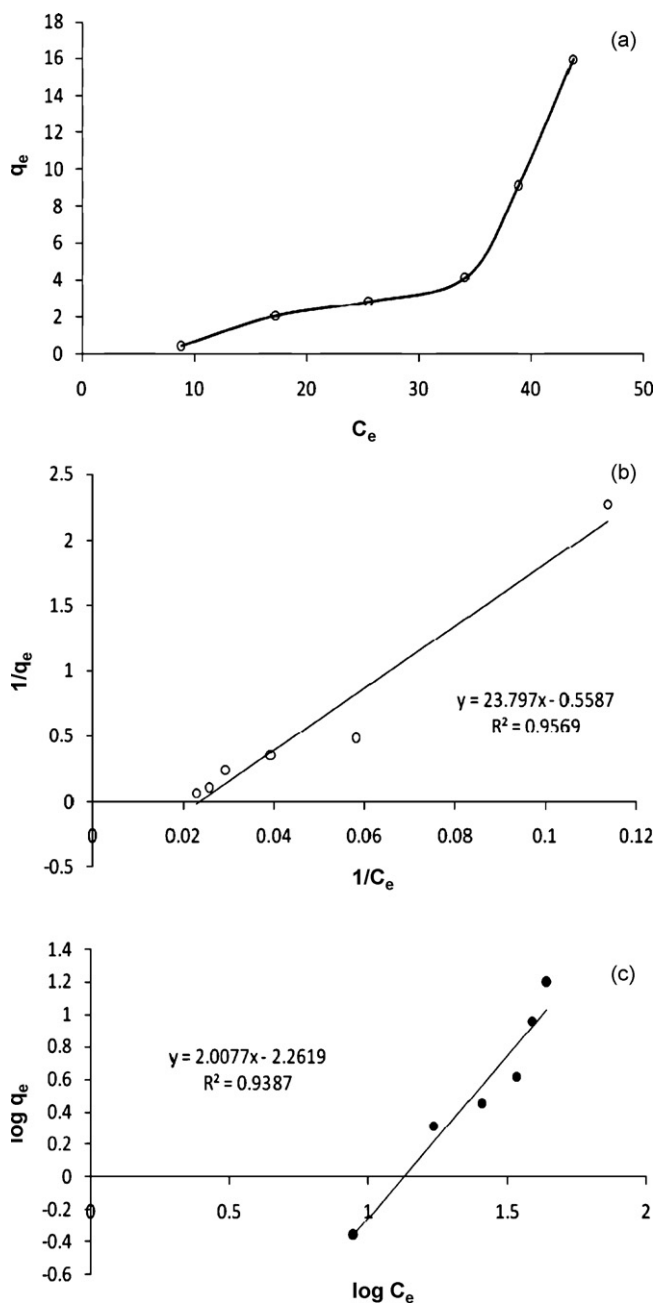 (a)
18
16
14
12
10
8
6
4
2
0
qe
0 10 20 30 40 50
Ce
(b)
2.5
2
1.5
1
0.5
0
-0.5
1/qe
y = 23.797x - 0.5587
R² = 0.9569
0 0.02 0.04 0.06 0.08 0.1 0.12
1/Ce
(c)
1.4
1.2
1
0.8
0.6
0.4
0.2
0
-0.2
-0.4
-0.6
log qe
y = 2.0077x - 2.2619
R² = 0.9387
0 0.5 1 1.5 2
log Ce